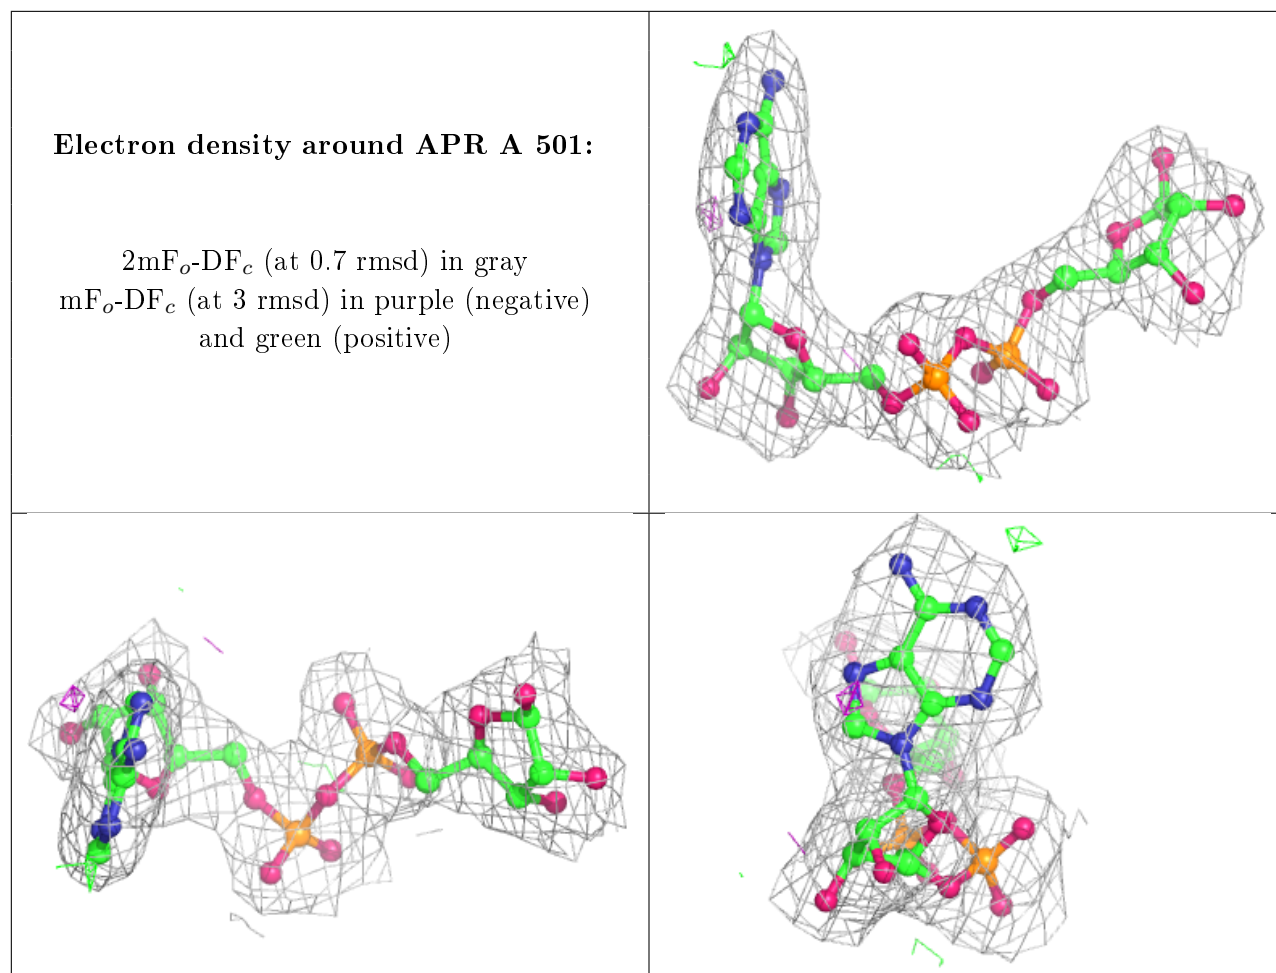 Electron density around APR A 501:
2mFₒ-DF𝑐 (at 0.7 rmsd) in gray
mFₒ-DF𝑐 (at 3 rmsd) in purple (negative)
and green (positive)